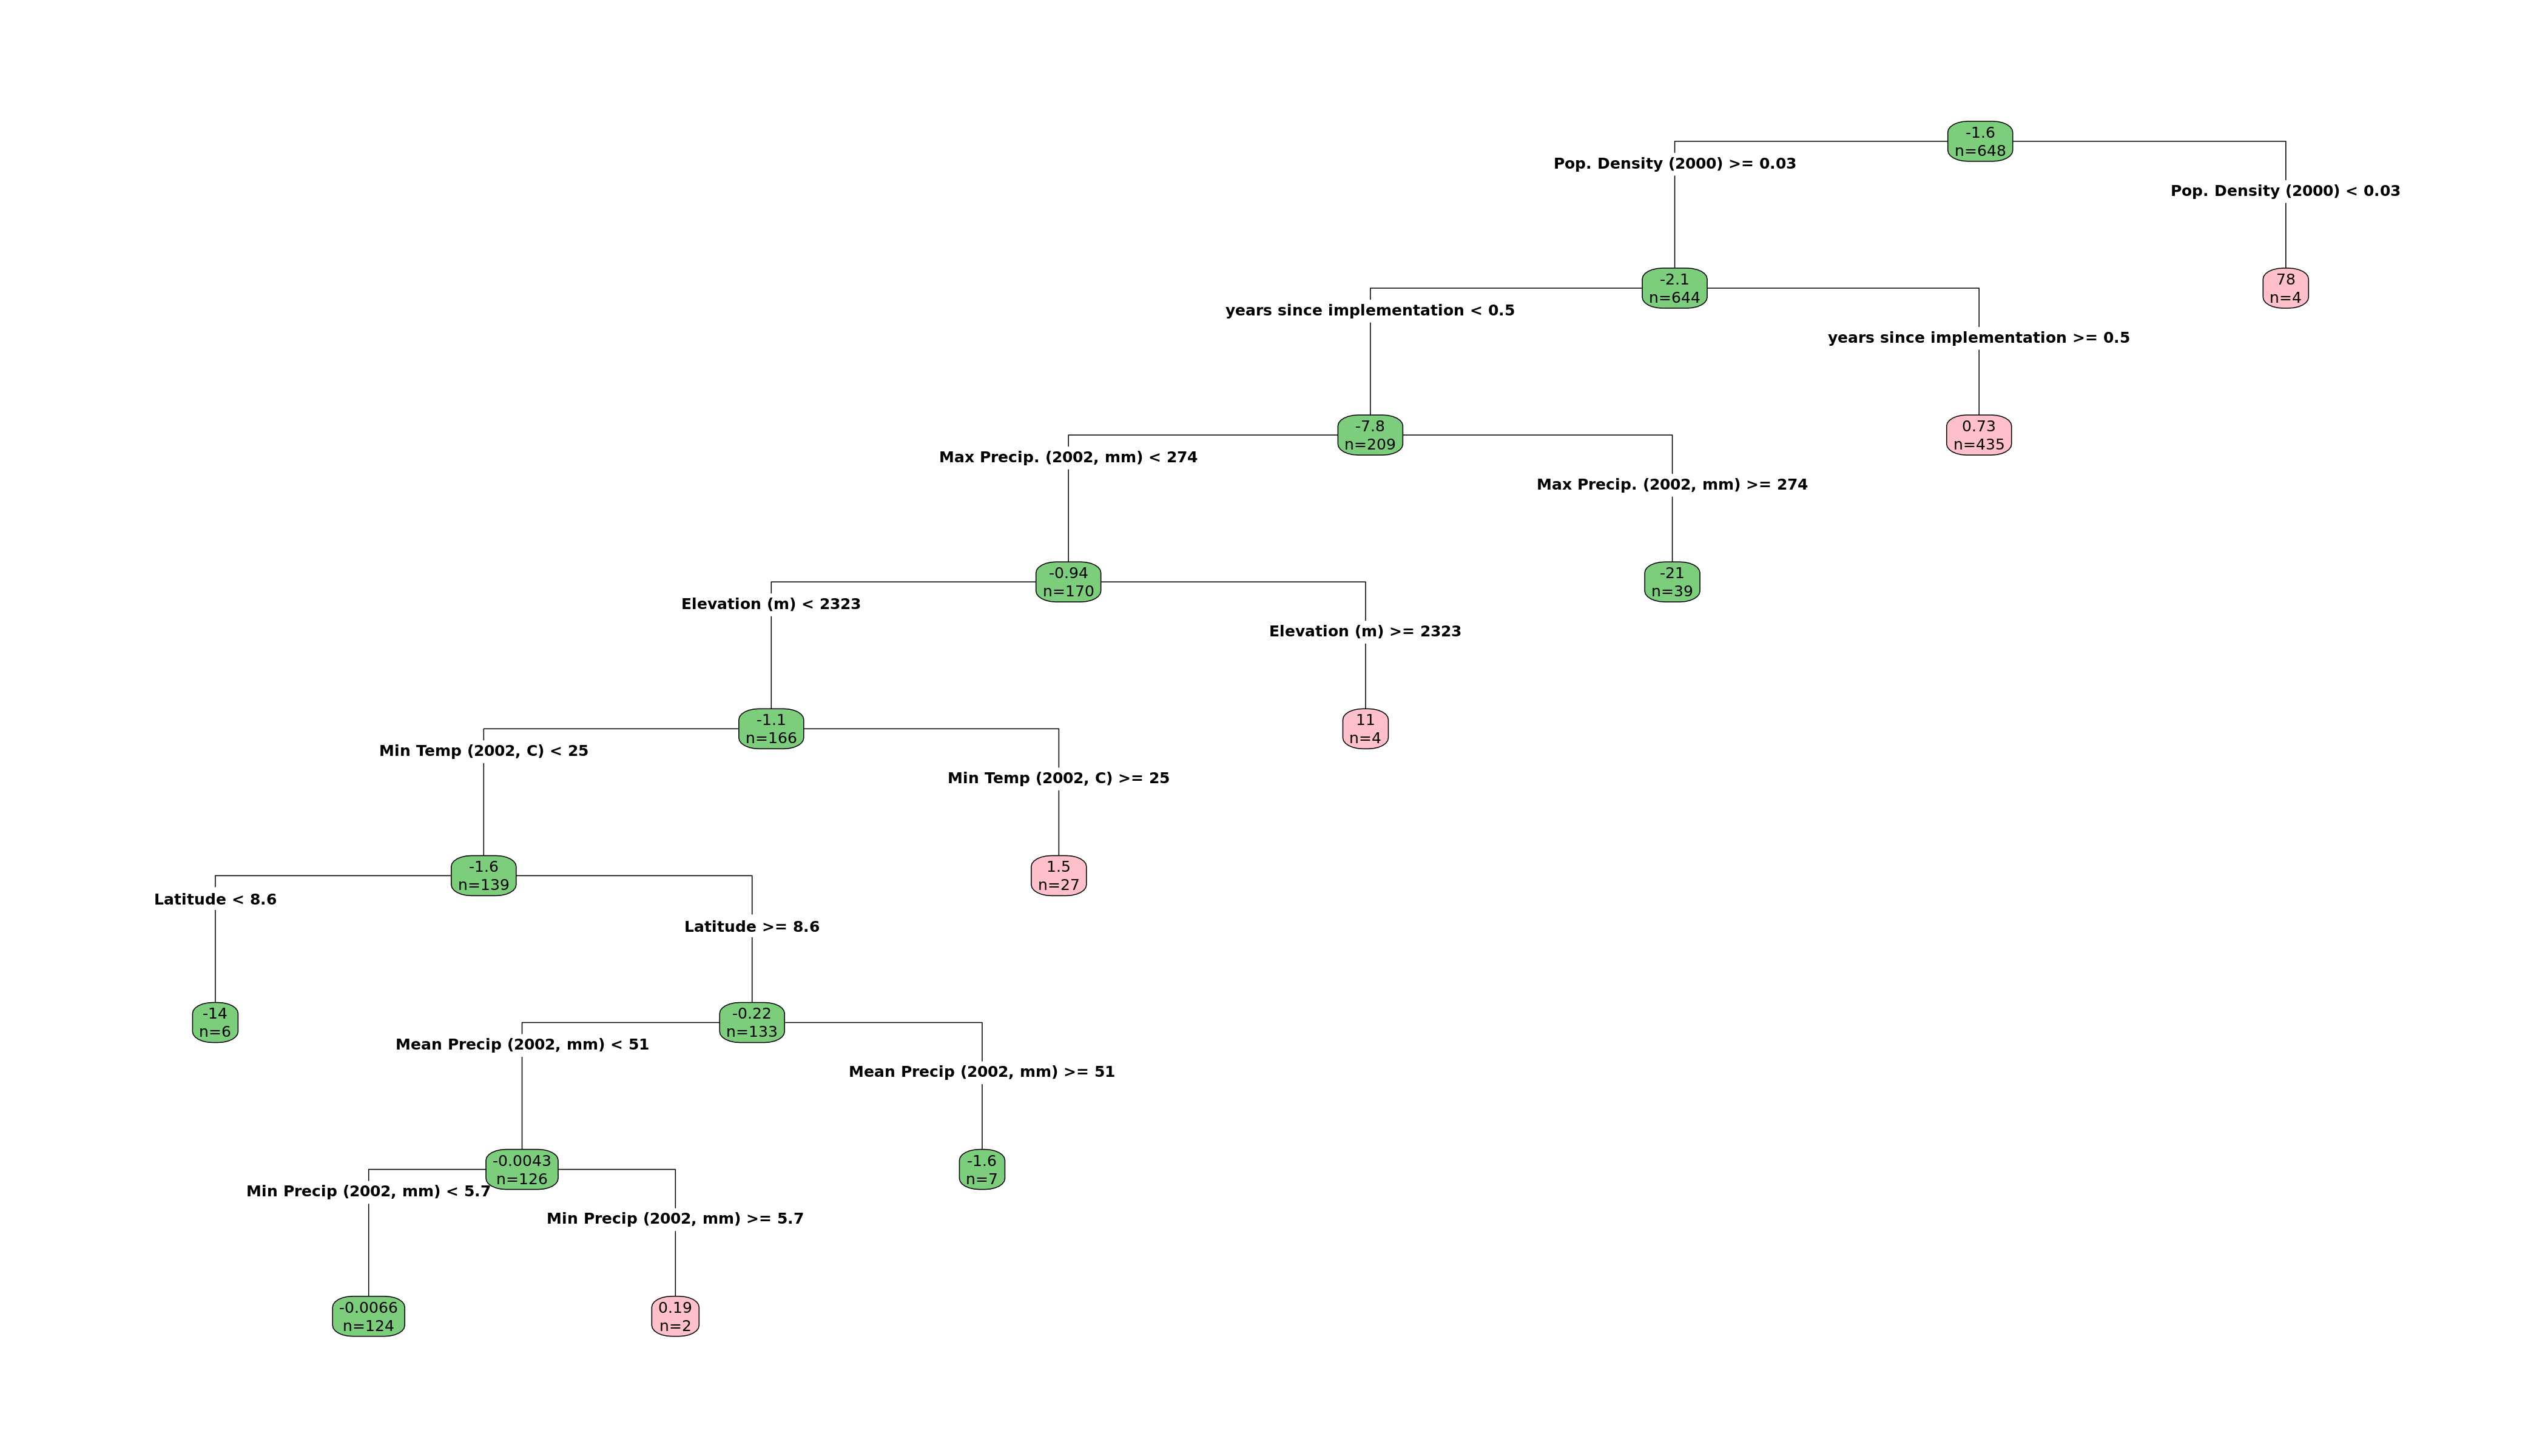 -1.6
n=648
Pop. Density (2000) >= 0.03
Pop. Density (2000) < 0.03
-2.1
n=644
78
n=4
years since implementation < 0.5
years since implementation >= 0.5
-7.8
n=209
0.73
n=435
Max Precip. (2002, mm) < 274
Max Precip. (2002, mm) >= 274
-0.94
n=170
-21
n=39
Elevation (m) < 2323
Elevation (m) >= 2323
-1.1
n=166
11
n=4
Min Temp (2002, C) < 25
Min Temp (2002, C) >= 25
-1.6
n=139
1.5
n=27
Latitude < 8.6
Latitude >= 8.6
-14
n=6
-0.22
n=133
Mean Precip (2002, mm) < 51
Mean Precip (2002, mm) >= 51
-0.0043
n=126
-1.6
n=7
Min Precip (2002, mm) < 5.7
Min Precip (2002, mm) >= 5.7
-0.0066
n=124
0.19
n=2